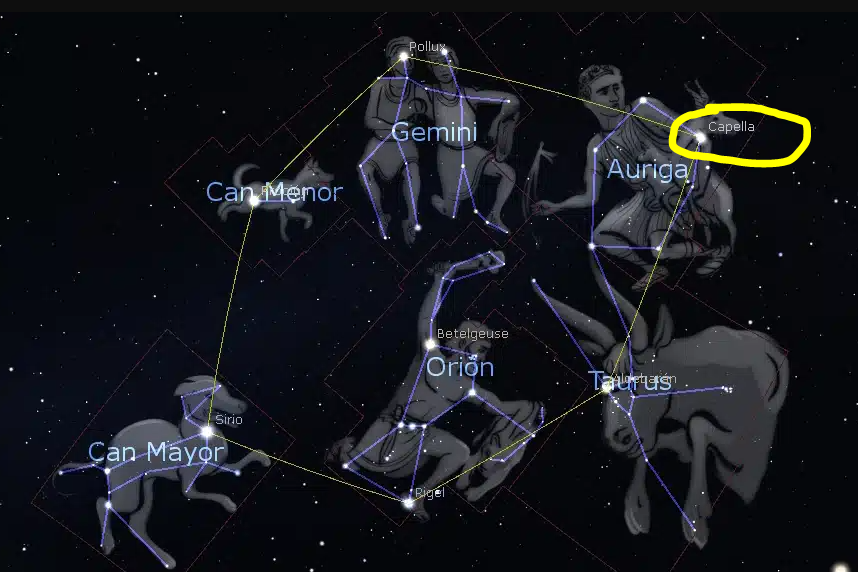 Pollux
Gemini
Capella
Auriga
Can Menor
Betelgeuse
Orión
Taurus
Sirio
Can Mayor
Rigel